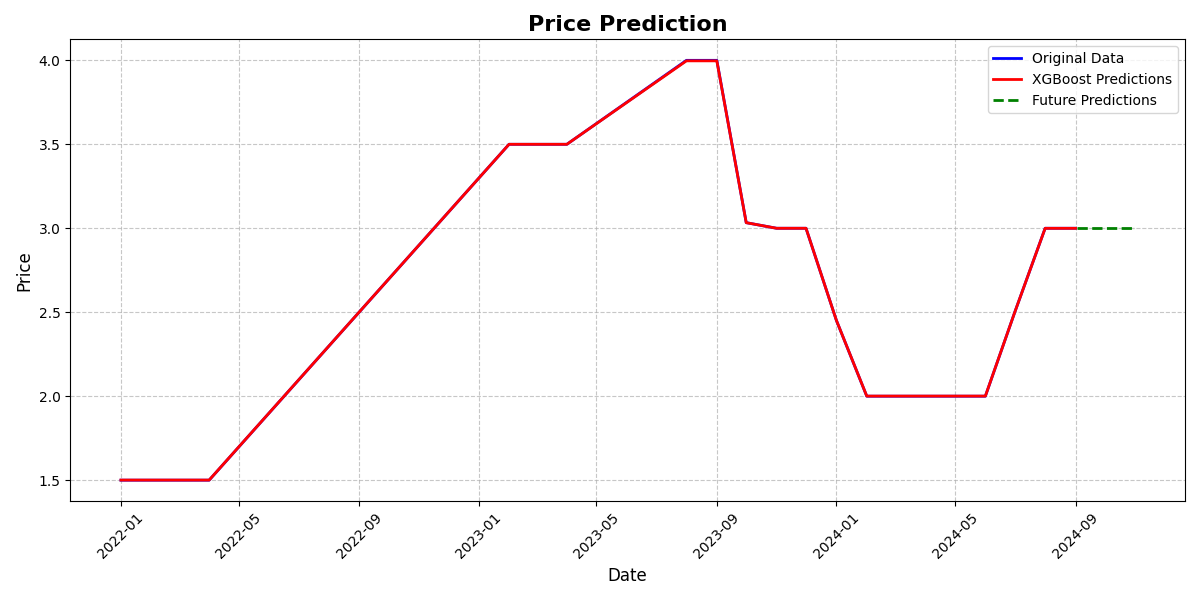 Price Prediction
Original Data
XGBoost Predictions
Future Predictions
4.0
3.5
3.0
2.5
2.0
1.5
Price
2022-01
2022-05
2022-09
2023-01
2023-05
2023-09
2024-01
2024-05
2024-09
Date